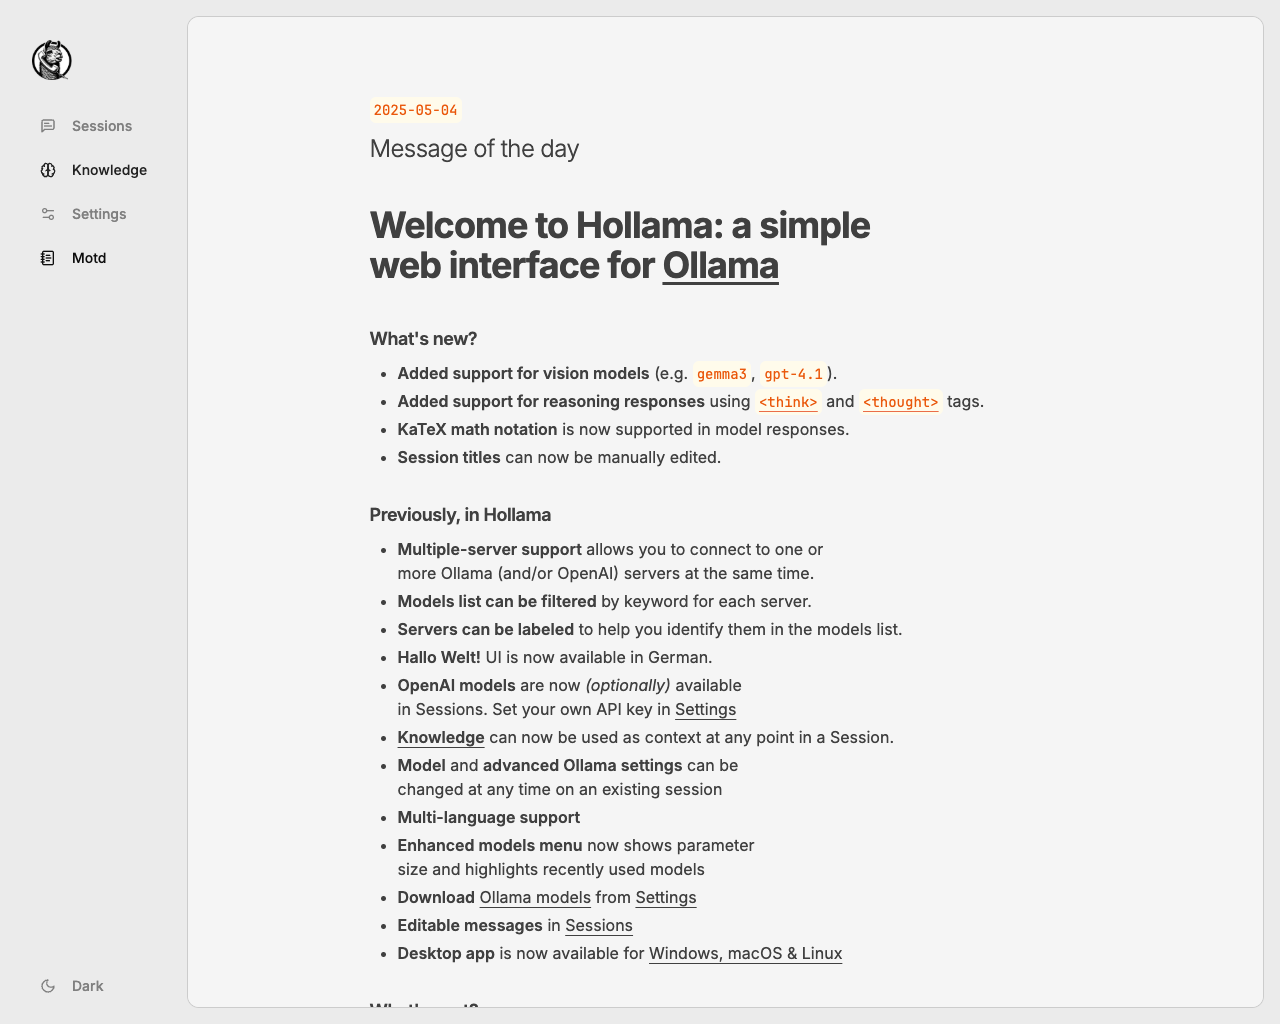 Sessions
Knowledge
Settings
Motd
Dark
2025-05-04
Message of the day
Welcome to Hollama: a simple
web interface for Ollama
What's new?
• Added support for vision models (e.g. gemma3, gpt-4.1).
• Added support for reasoning responses using <think> and <thought> tags.
• KaTeX math notation is now supported in model responses.
• Session titles can now be manually edited.
Previously, in Hollama
• Multiple-server support allows you to connect to one or
more Ollama (and/or OpenAI) servers at the same time.
• Models list can be filtered by keyword for each server.
• Servers can be labeled to help you identify them in the models list.
• Hallo Welt! UI is now available in German.
• OpenAI models are now (optionally) available
in Sessions. Set your own API key in Settings
• Knowledge can now be used as context at any point in a Session.
• Model and advanced Ollama settings can be
changed at any time on an existing session
• Multi-language support
• Enhanced models menu now shows parameter
size and highlights recently used models
• Download Ollama models from Settings
• Editable messages in Sessions
• Desktop app is now available for Windows, macOS & Linux